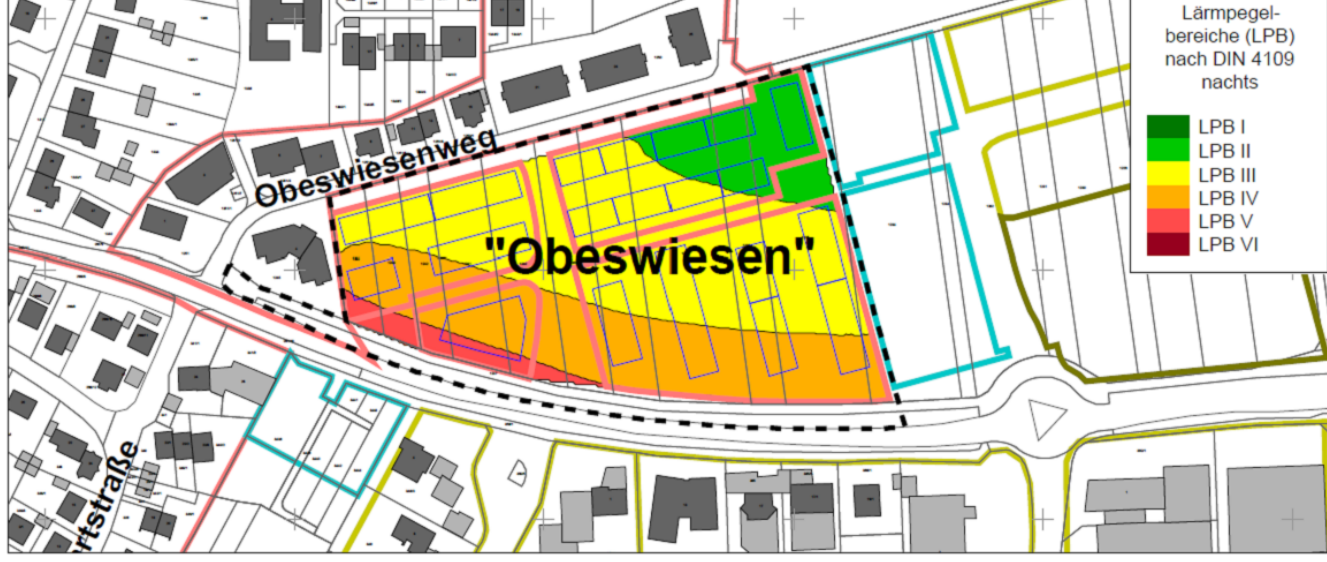 Lärmpegel-
bereiche (LPB)
nach DIN 4109
nachts
LPB I
LPB II
LPB III
LPB IV
LPB V
LPB VI
Obeswiesenweg
"Obeswiesen"
rtstraße